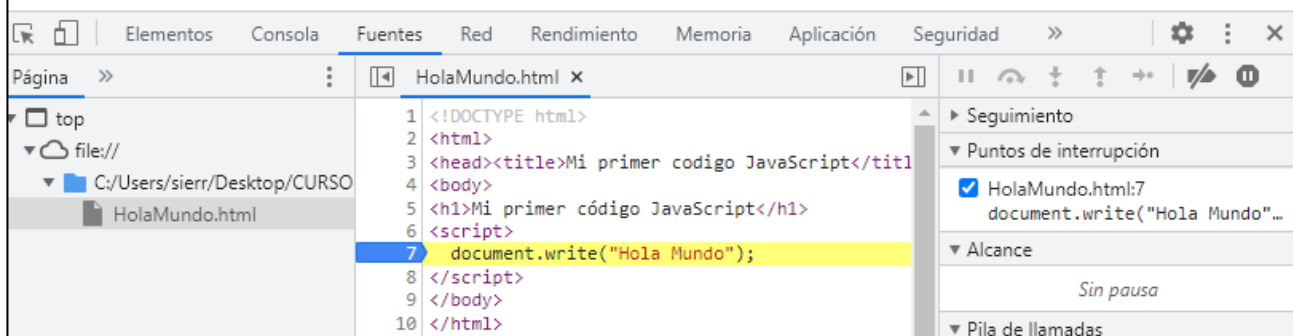 Elementos Consola Fuentes Red Rendimiento Memoria Aplicación Seguridad »
Página »
HolaMundo.html ×
top
file://
C:/Users/sierr/Desktop/CURSO
HolaMundo.html
1 <!DOCTYPE html>
2 <html>
3 <head><title>Mi primer codigo JavaScript</titl
4 <body>
5 <h1>Mi primer código JavaScript</h1>
6 <script>
7 document.write("Hola Mundo");
8 </script>
9 </body>
10 </html>
Seguimiento
Puntos de interrupción
HolaMundo.html:7
document.write("Hola Mundo"…
Alcance
Sin pausa
Pila de llamadas